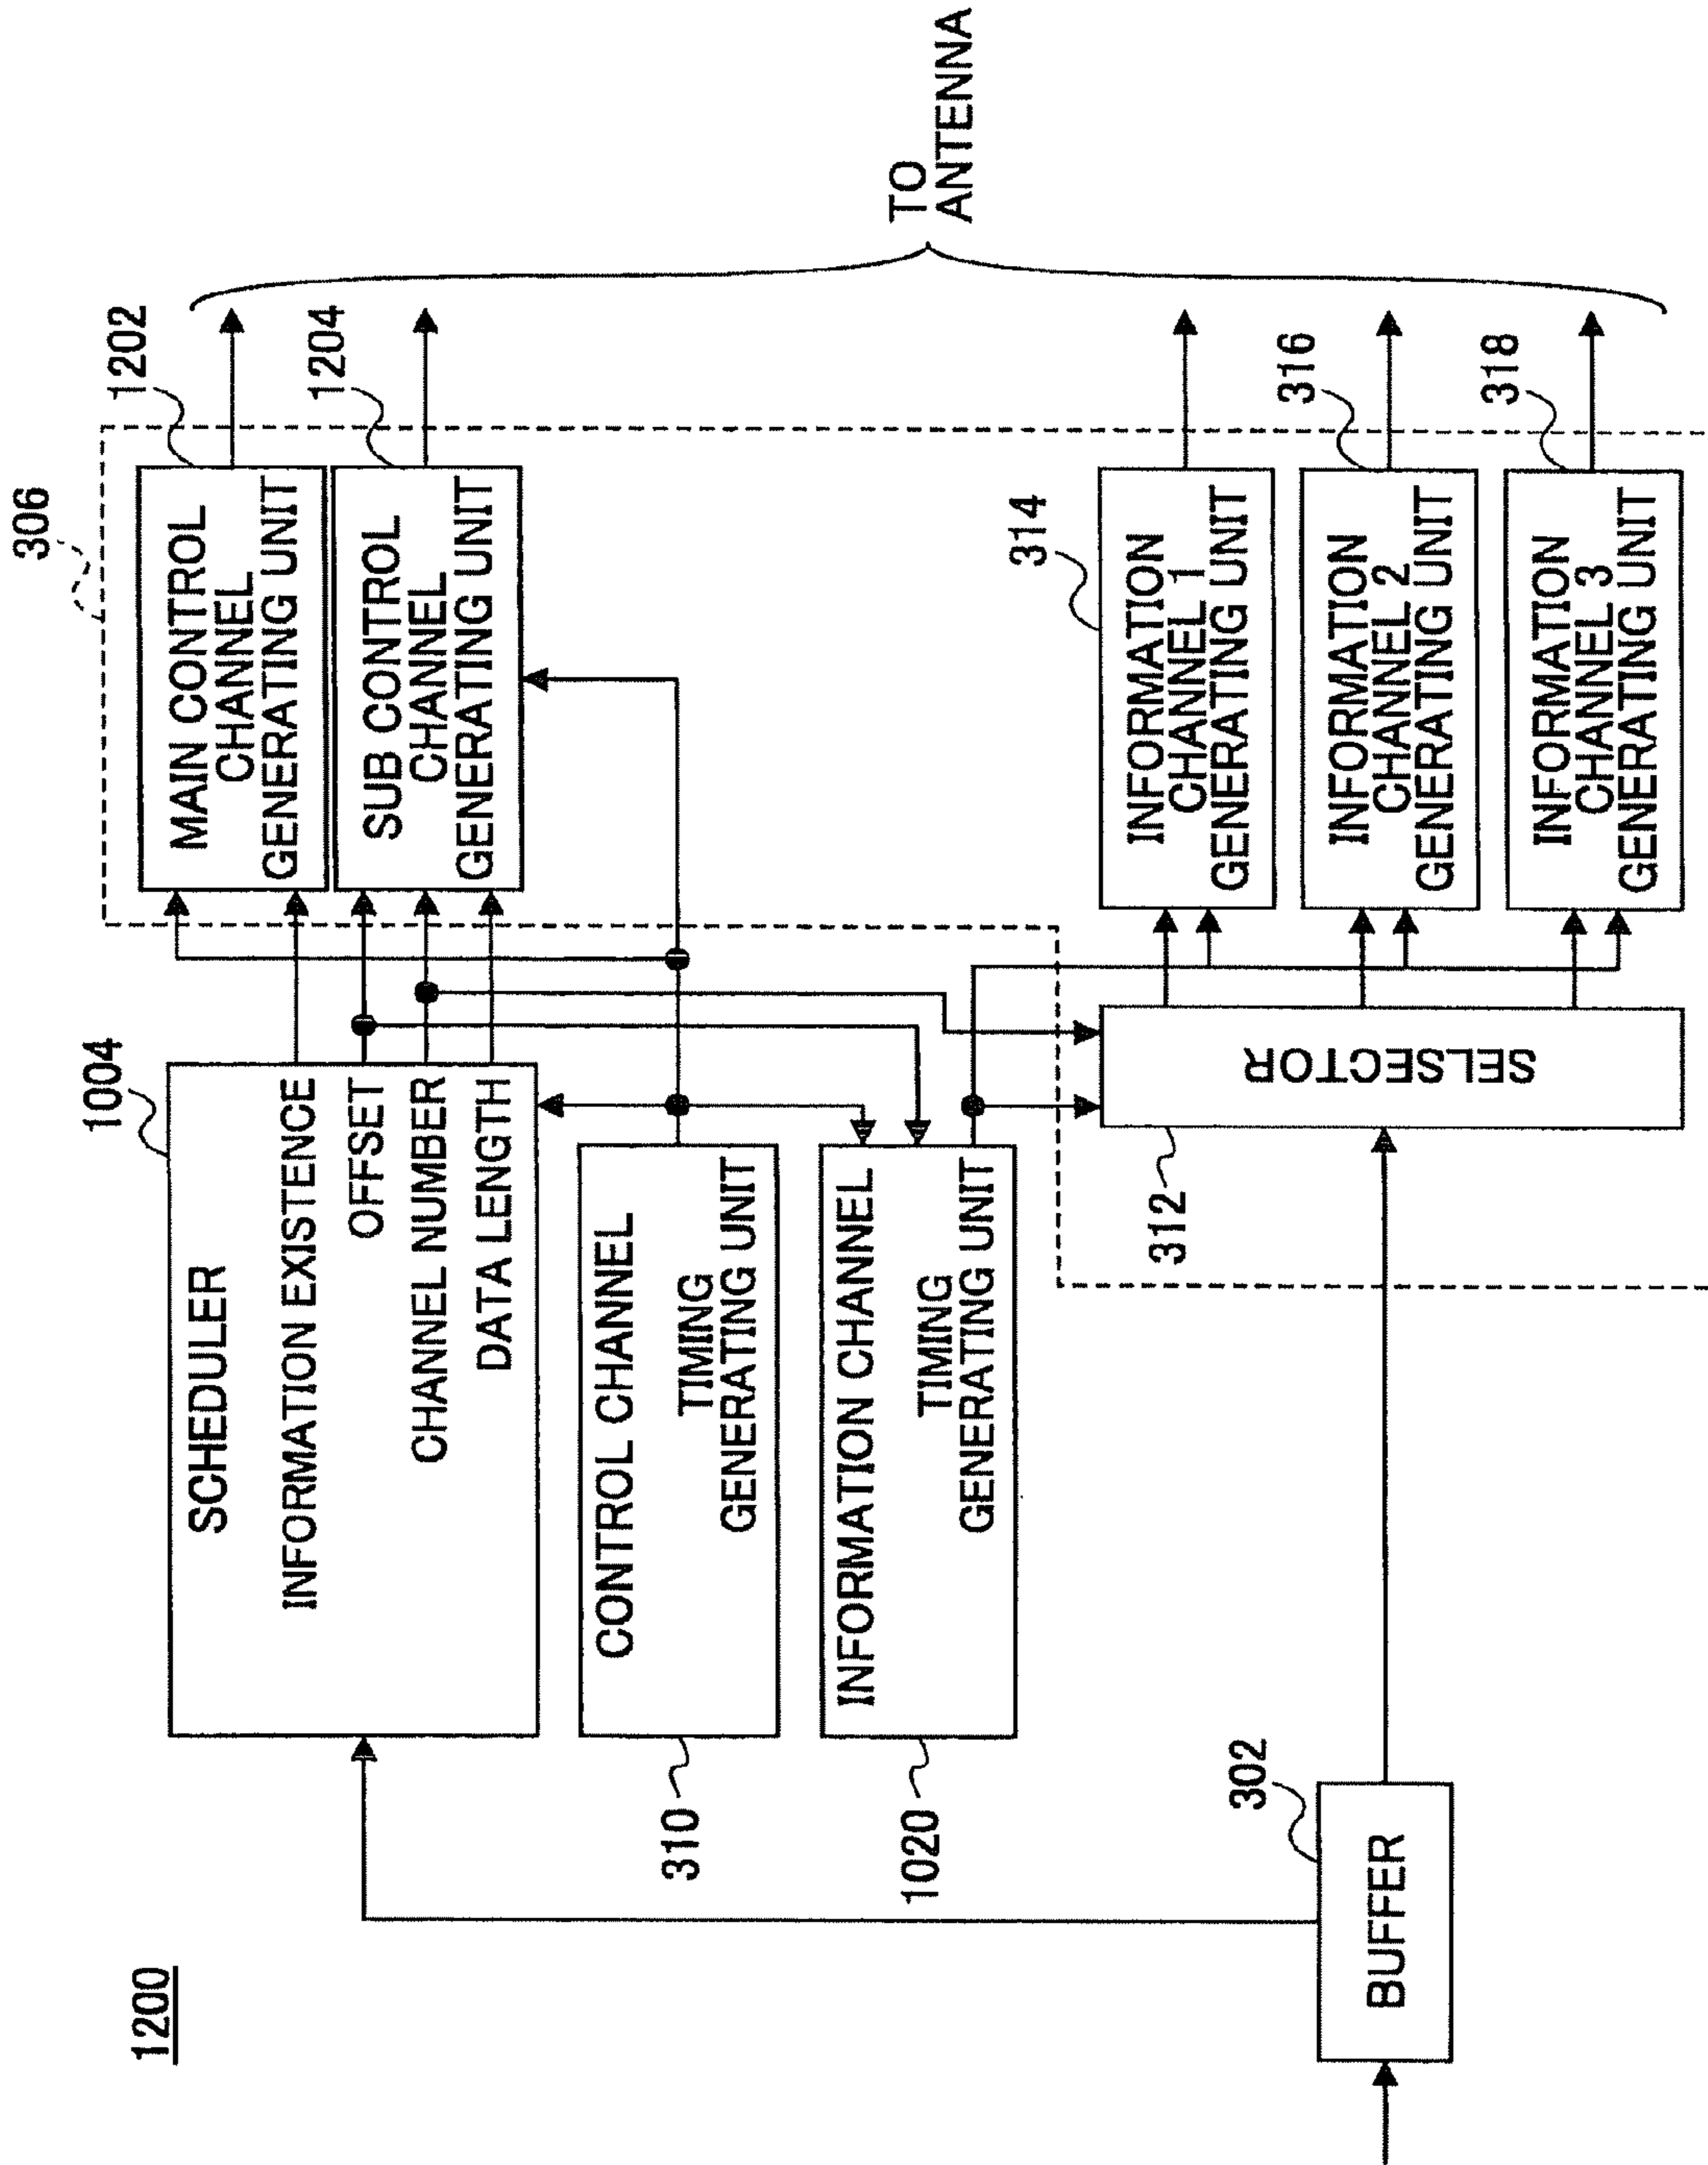 1200
306
1004
SCHEDULER
INFORMATION EXISTENCE
OFFSET
CHANNEL NUMBER
DATA LENGTH
1202
MAIN CONTROL
CHANNEL
GENERATING UNIT
1204
SUB CONTROL
CHANNEL
GENERATING UNIT
310
CONTROL CHANNEL
TIMING
GENERATING UNIT
1020
INFORMATION CHANNEL
TIMING
GENERATING UNIT
TO
ANTENNA
302
BUFFER
312
SELSECTOR
314
INFORMATION
CHANNEL 1
GENERATING UNIT
316
INFORMATION
CHANNEL 2
GENERATING UNIT
318
INFORMATION
CHANNEL 3
GENERATING UNIT